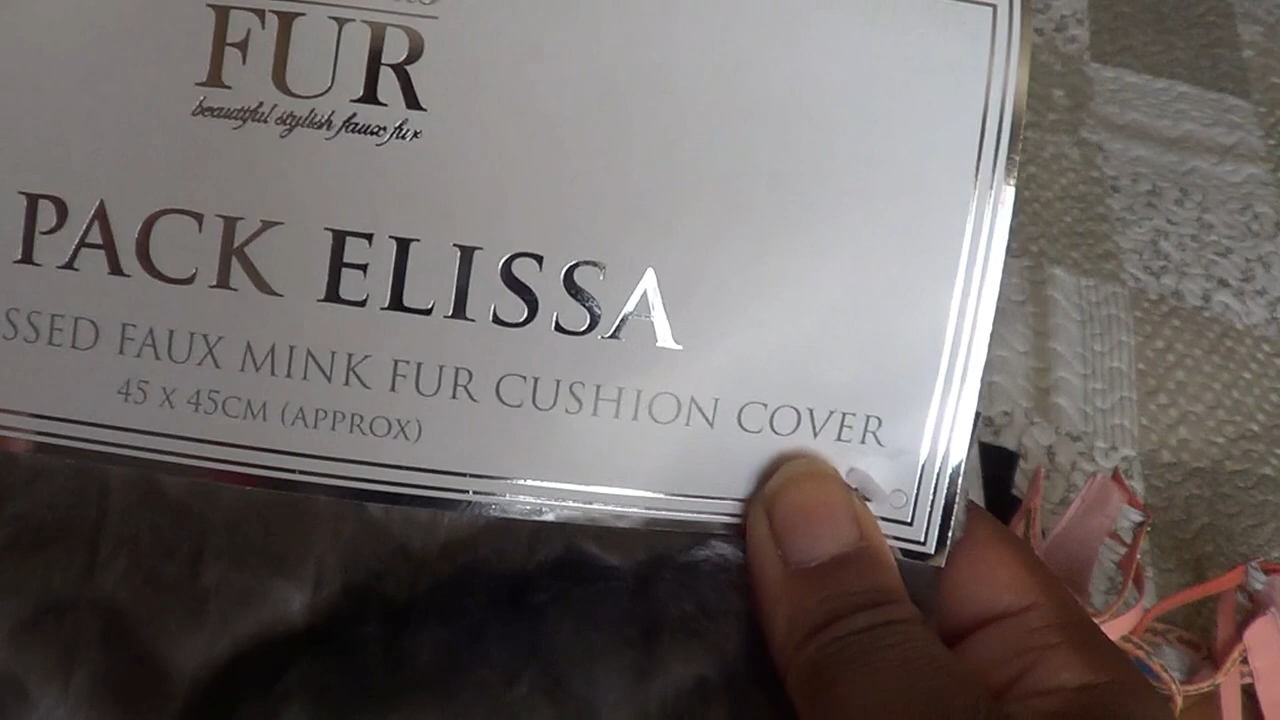 FUR
beautiful stylish faux fur
PACK ELISSA
SSED FAUX MINK FUR CUSHION COVER
45 X 45CM (APPROX)